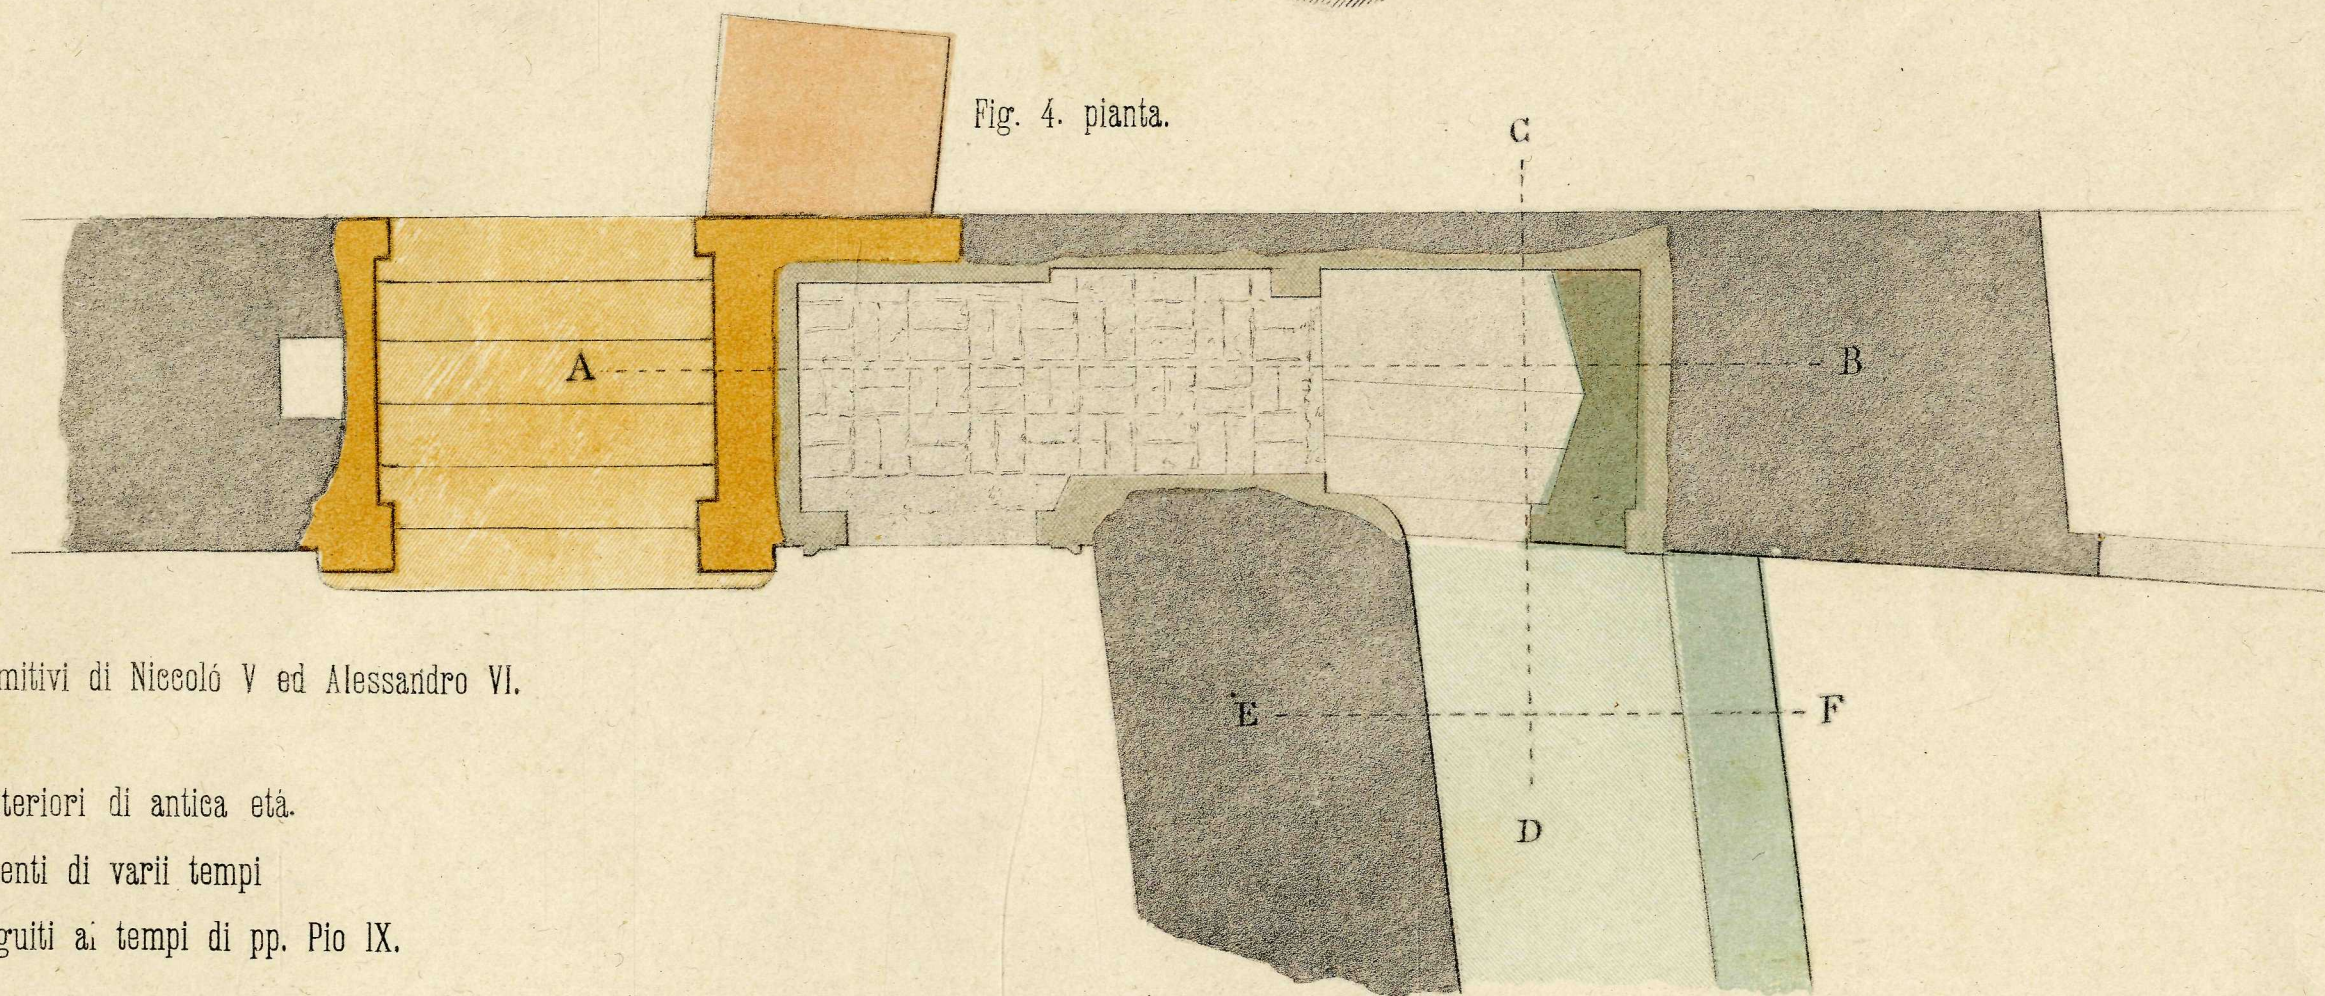 Fig. 4. pianta.
C
A
B
mitivi di Niccoló V ed Alessandro VI.
E
F
teriori di antica etá.
D
enti di varii tempi
guiti ai tempi di pp. Pio IX.